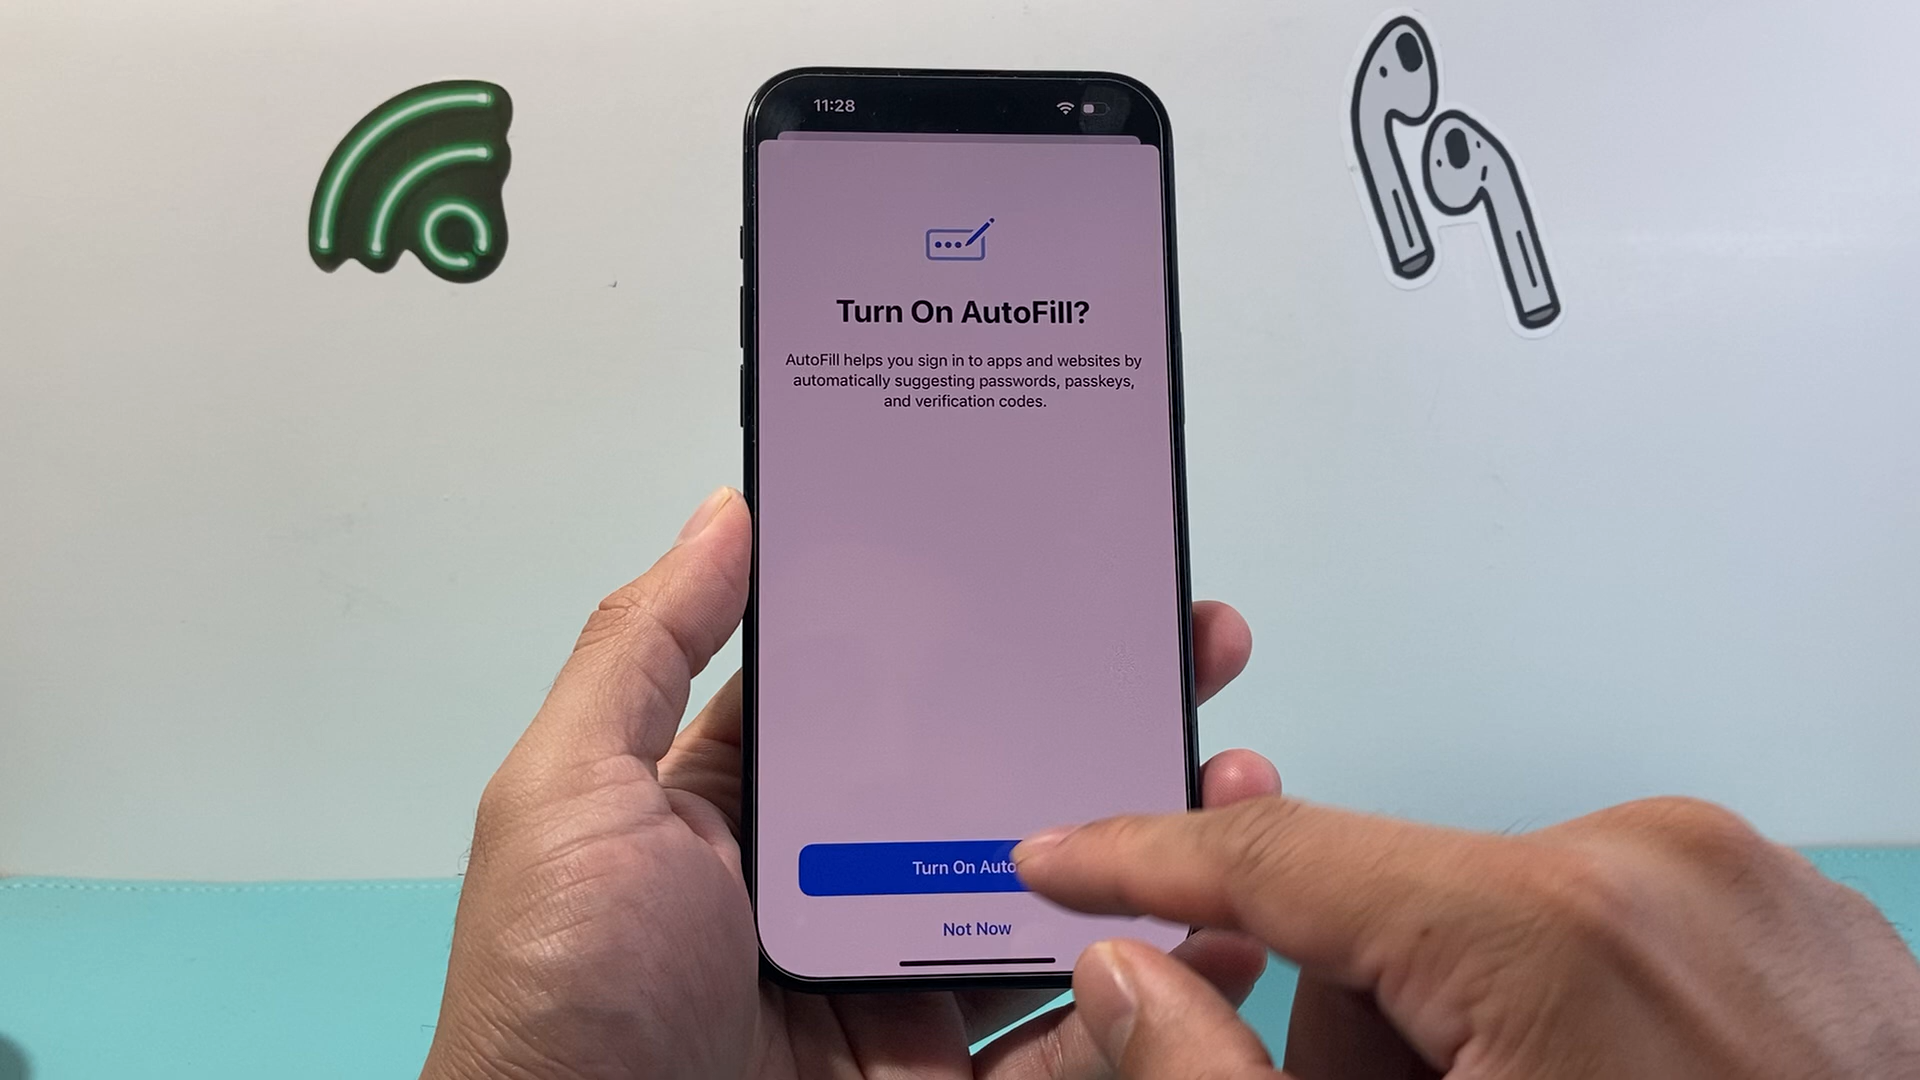 11:28
Turn On AutoFill?
AutoFill helps you sign in to apps and websites by
automatically suggesting passwords, passkeys,
and verification codes.
Turn On Auto
Not Now